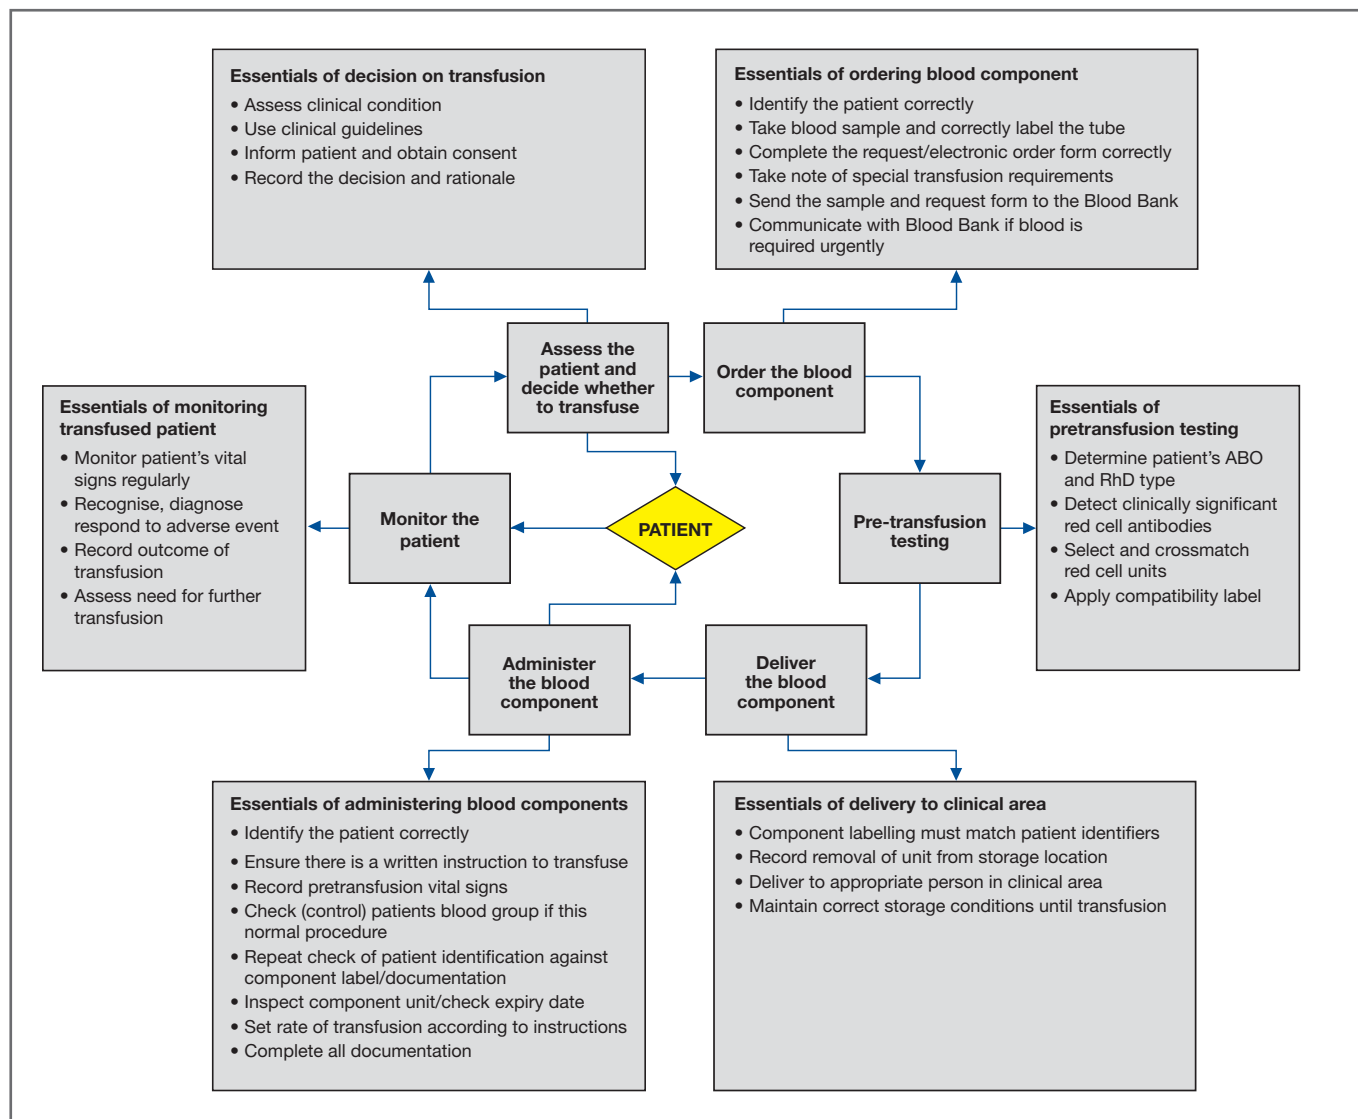 Essentials of decision on transfusion
• Assess clinical condition
• Use clinical guidelines
• Inform patient and obtain consent
• Record the decision and rationale
Essentials of ordering blood component
• Identify the patient correctly
• Take blood sample and correctly label the tube
• Complete the request/electronic order form correctly
• Take note of special transfusion requirements
• Send the sample and request form to the Blood Bank
• Communicate with Blood Bank if blood is
required urgently
Assess the
patient and
decide whether
to transfuse
Order the blood
component
Essentials of monitoring
transfused patient
• Monitor patient's vital
signs regularly
• Recognise, diagnose
respond to adverse event
• Record outcome of
transfusion
• Assess need for further
transfusion
Monitor the
patient
PATIENT
Pre-transfusion
testing
Essentials of
pretransfusion testing
• Determine patient's ABO
and RhD type
• Detect clinically significant
red cell antibodies
• Select and crossmatch
red cell units
• Apply compatibility label
Administer
the blood
component
Deliver
the blood
component
Essentials of administering blood components
• Identify the patient correctly
• Ensure there is a written instruction to transfuse
• Record pretransfusion vital signs
• Check (control) patients blood group if this
normal procedure
• Repeat check of patient identification against
component label/documentation
• Inspect component unit/check expiry date
• Set rate of transfusion according to instructions
• Complete all documentation
Essentials of delivery to clinical area
• Component labelling must match patient identifiers
• Record removal of unit from storage location
• Deliver to appropriate person in clinical area
• Maintain correct storage conditions until transfusion